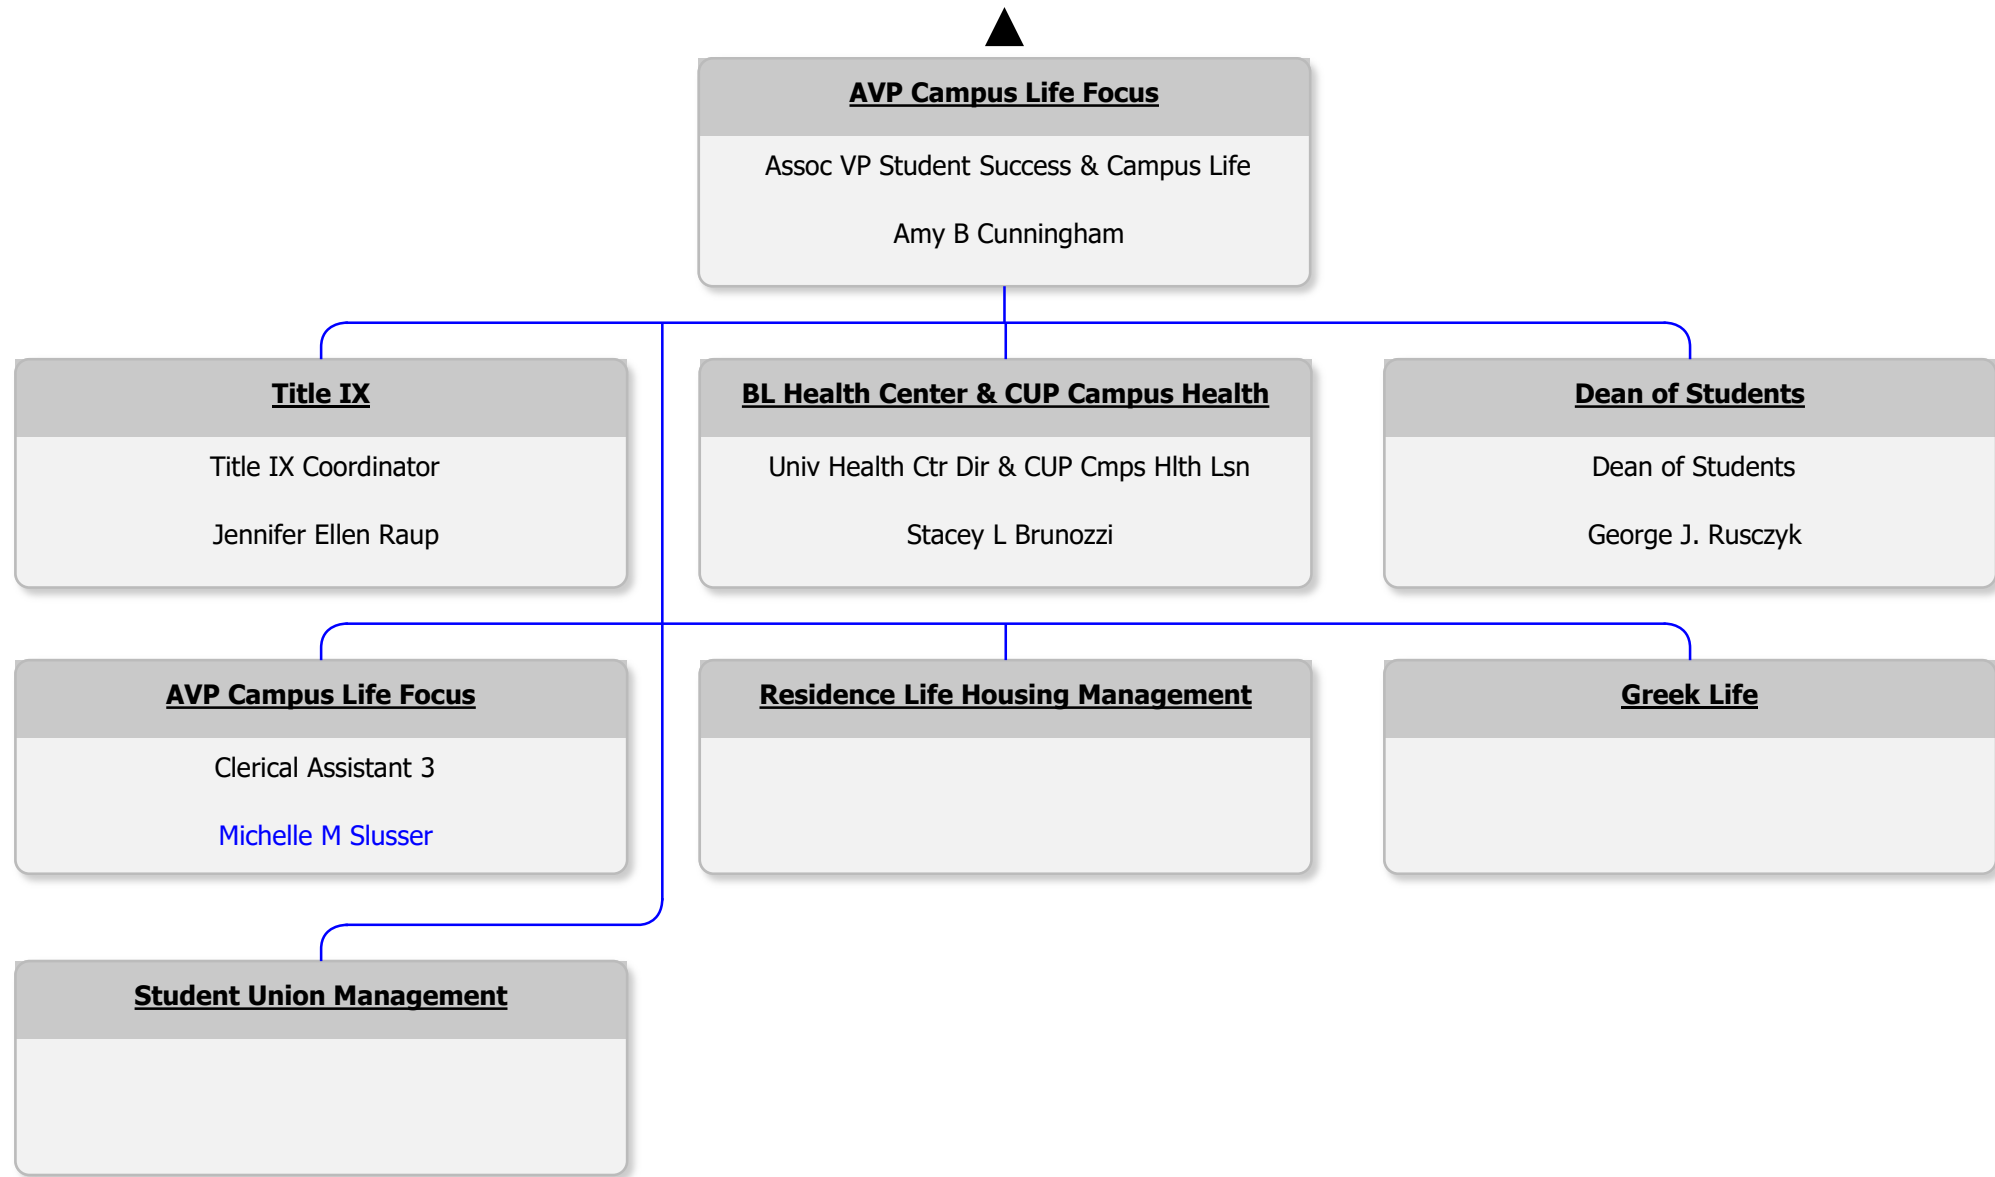 AVP Campus Life Focus
Assoc VP Student Success & Campus Life
Amy B Cunningham
Title IX
Title IX Coordinator
Jennifer Ellen Raup
BL Health Center & CUP Campus Health
Univ Health Ctr Dir & CUP Cmps Hlth Lsn
Stacey L Brunozzi
Dean of Students
Dean of Students
George J. Rusczyk
AVP Campus Life Focus
Clerical Assistant 3
Michelle M Slusser
Residence Life Housing Management
Greek Life
Student Union Management